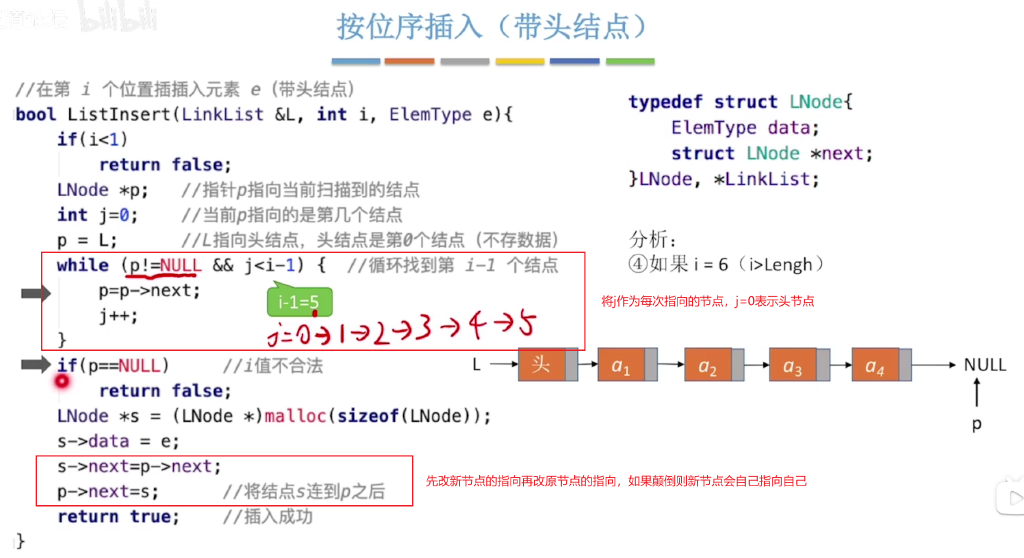 bilibili
按位序插入（带头结点）
//在第 i 个位置插插入元素 e（带头结点）
bool ListInsert(LinkList &L, int i, ElemType e){
if(i<1)
return false;
LNode *p; //指针p指向当前扫描到的结点
int j=0; //当前p指向的是第几个结点
p = L; //L指向头结点，头结点是第0个结点（不存数据）
while (p!=NULL && j<i-1) { //循环找到第 i-1 个结点
p=p->next;
j++;
}
i-1=5
j=0→1→2→3→4→5
if(p==NULL) //i值不合法
return false;
LNode *s = (LNode *)malloc(sizeof(LNode));
s->data = e;
s->next=p->next;
p->next=s; //将结点s连到p之后
return true; //插入成功
}
typedef struct LNode{
ElemType data;
struct LNode *next;
}LNode, *LinkList;
分析：
④如果 i = 6（i>Lengh）
将j作为每次指向的节点，j=0表示头节点
L 头 a1 a2 a3 a4 NULL
p
先改新节点的指向再改原节点的指向，如果颠倒则新节点会自己指向自己